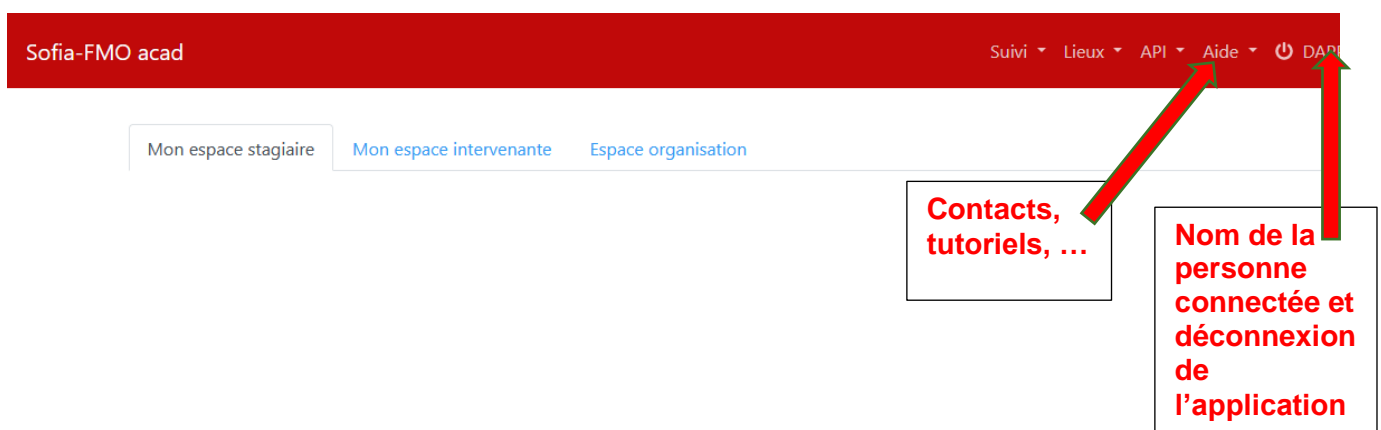 Sofia-FMO acad
Suivi Lieux API Aide
Mon espace stagiaire Mon espace intervenante Espace organisation
Contacts,
tutoriels, …
Nom de la
personne
connectée et
déconnexion
de
l’application